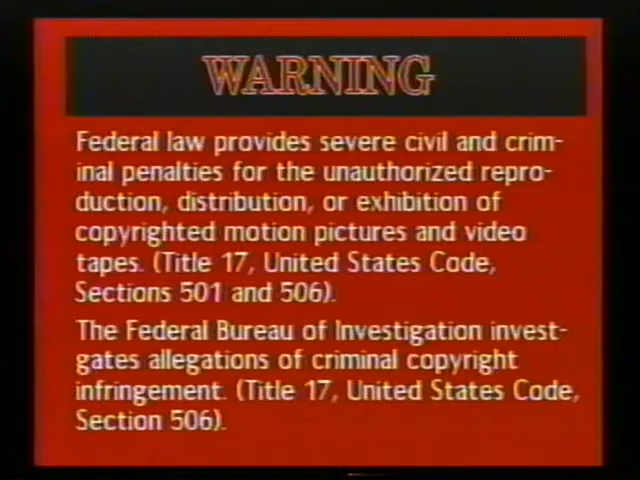 WARNING
Federal law provides severe civil and crim-
inal penalties for the unauthorized repro-
duction, distribution, or exhibition of
copyrighted motion pictures and video
tapes. (Title 17, United States Code,
Sections 501 and 506).
The Federal Bureau of Investigation invest-
gates allegations of criminal copyright
infringement. (Title 17, United States Code,
Section 506).